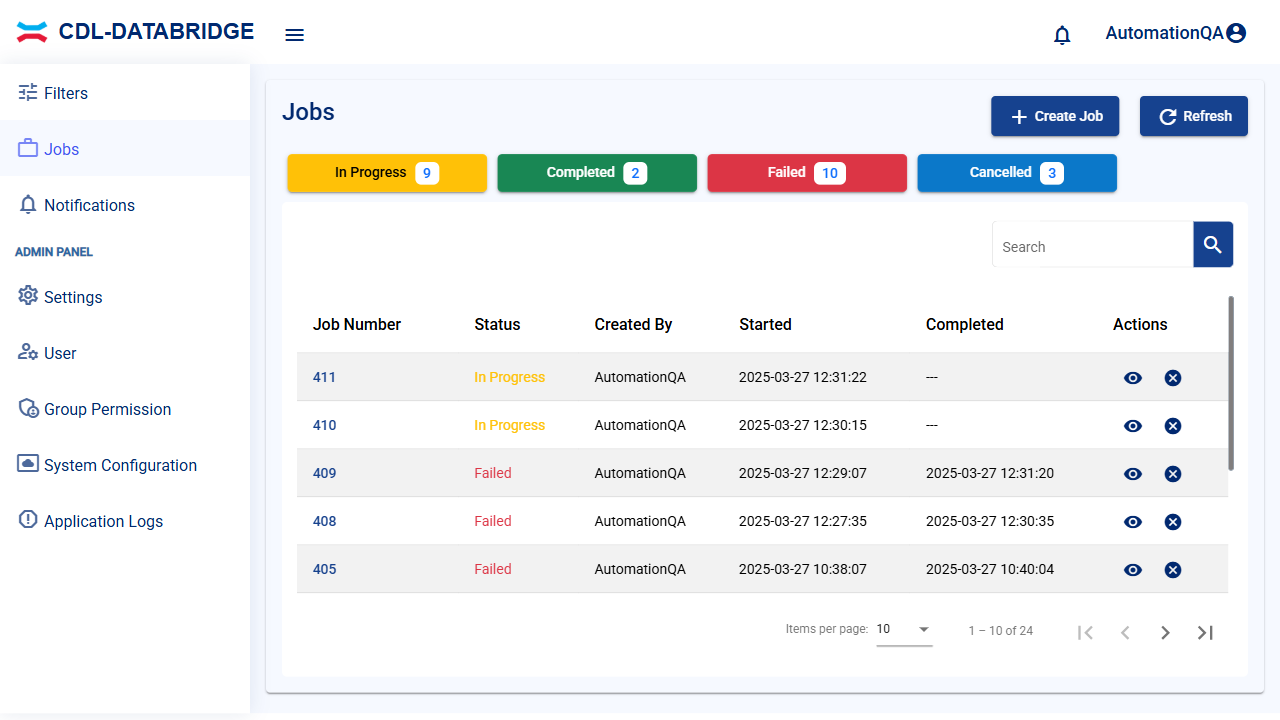 CDL-DATABRIDGE
AutomationQA
Filters
Jobs
Notifications
ADMIN PANEL
Settings
User
Group Permission
System Configuration
Application Logs
Jobs
Create Job
Refresh
In Progress 9
Completed 2
Failed 10
Cancelled 3
Search
Job Number Status Created By Started Completed Actions
411 In Progress AutomationQA 2025-03-27 12:31:22 ---
410 In Progress AutomationQA 2025-03-27 12:30:15 ---
409 Failed AutomationQA 2025-03-27 12:29:07 2025-03-27 12:31:20
408 Failed AutomationQA 2025-03-27 12:27:35 2025-03-27 12:30:35
405 Failed AutomationQA 2025-03-27 10:38:07 2025-03-27 10:40:04
Items per page: 10 1 – 10 of 24